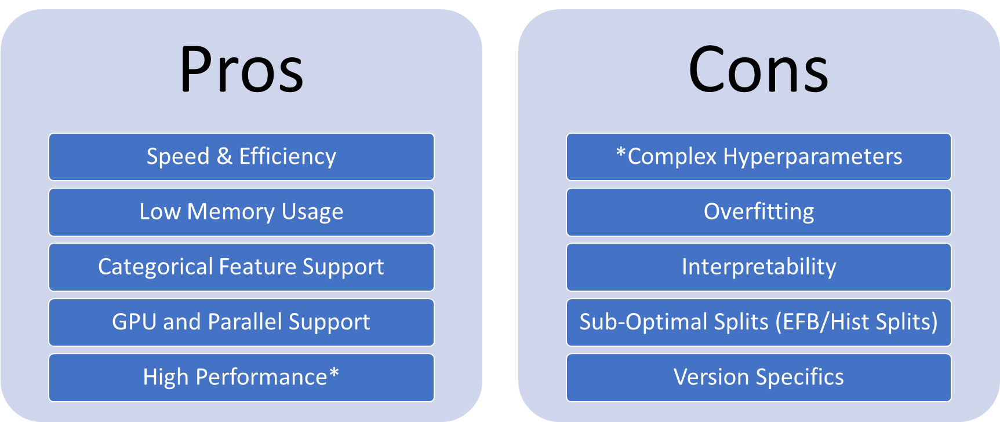 Pros
Speed & Efficiency
Low Memory Usage
Categorical Feature Support
GPU and Parallel Support
High Performance*
Cons
*Complex Hyperparameters
Overfitting
Interpretability
Sub-Optimal Splits (EFB/Hist Splits)
Version Specifics